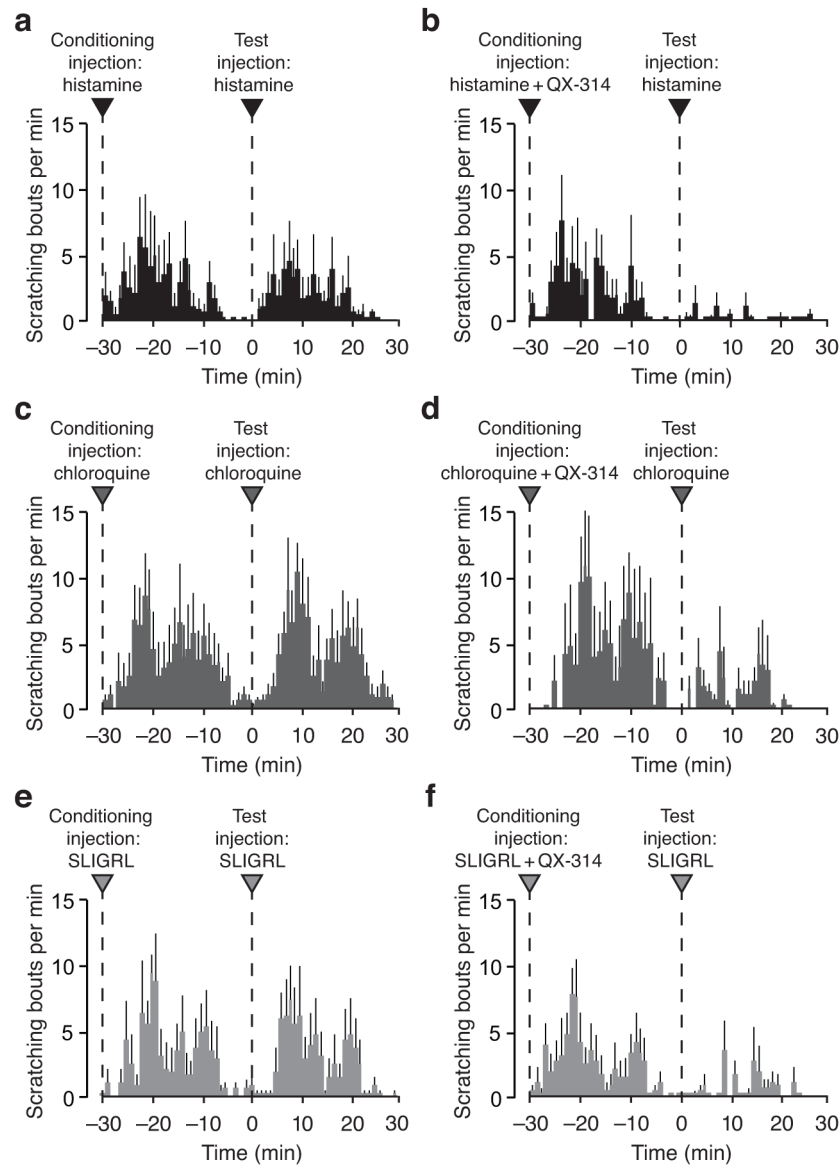 a
Conditioning
injection:
histamine
Test
injection:
histamine
Scratching bouts per min
15
10
5
0
–30 –20 –10 0 10 20 30
Time (min)
b
Conditioning
injection:
histamine + QX-314
Test
injection:
histamine
Scratching bouts per min
15
10
5
0
–30 –20 –10 0 10 20 30
Time (min)
c
Conditioning
injection:
chloroquine
Test
injection:
chloroquine
Scratching bouts per min
15
10
5
0
–30 –20 –10 0 10 20 30
Time (min)
d
Conditioning
injection:
chloroquine + QX-314
Test
injection:
chloroquine
Scratching bouts per min
15
10
5
0
–30 –20 –10 0 10 20 30
Time (min)
e
Conditioning
injection:
SLIGRL
Test
injection:
SLIGRL
Scratching bouts per min
15
10
5
0
–30 –20 –10 0 10 20 30
Time (min)
f
Conditioning
injection:
SLIGRL + QX-314
Test
injection:
SLIGRL
Scratching bouts per min
15
10
5
0
–30 –20 –10 0 10 20 30
Time (min)